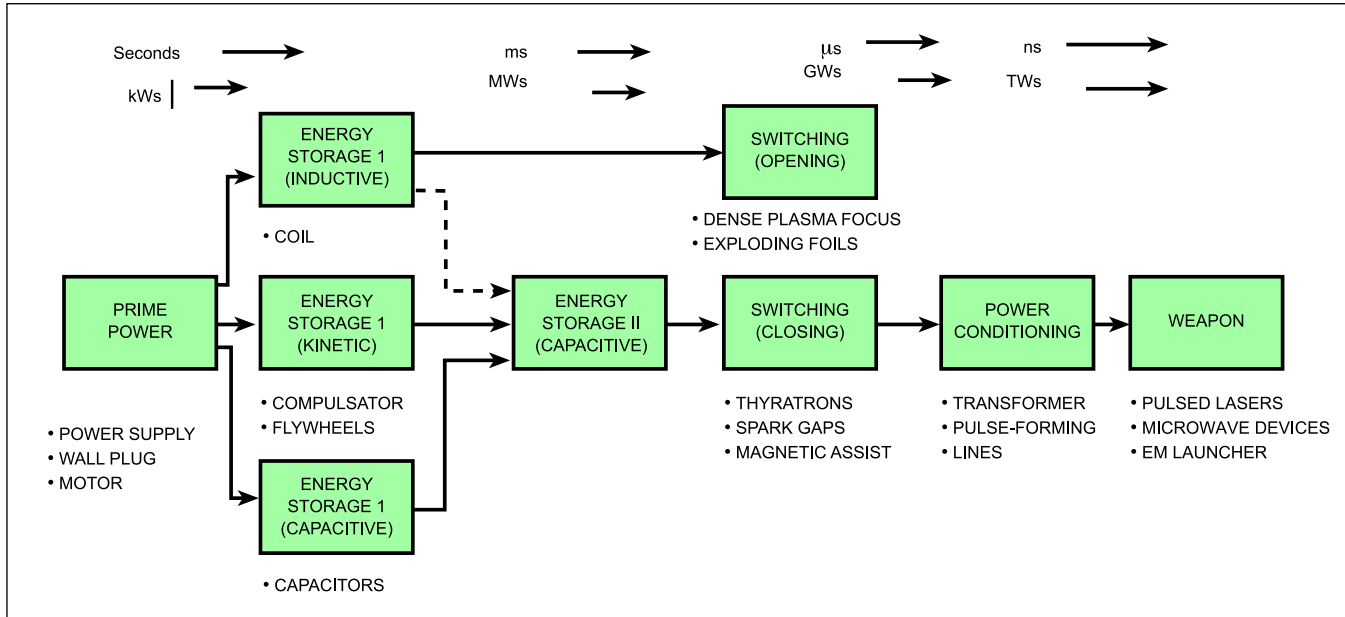 Seconds
kWs
ms
MWs
μs
GWs
ns
TWs
ENERGY
STORAGE 1
(INDUCTIVE)
• COIL
SWITCHING
(OPENING)
• DENSE PLASMA FOCUS
• EXPLODING FOILS
PRIME
POWER
• POWER SUPPLY
• WALL PLUG
• MOTOR
ENERGY
STORAGE 1
(KINETIC)
• COMPULSATOR
• FLYWHEELS
ENERGY
STORAGE 1
(CAPACITIVE)
• CAPACITORS
ENERGY
STORAGE II
(CAPACITIVE)
SWITCHING
(CLOSING)
• THYRATRONS
• SPARK GAPS
• MAGNETIC ASSIST
POWER
CONDITIONING
• TRANSFORMER
• PULSE-FORMING
• LINES
WEAPON
• PULSED LASERS
• MICROWAVE DEVICES
• EM LAUNCHER